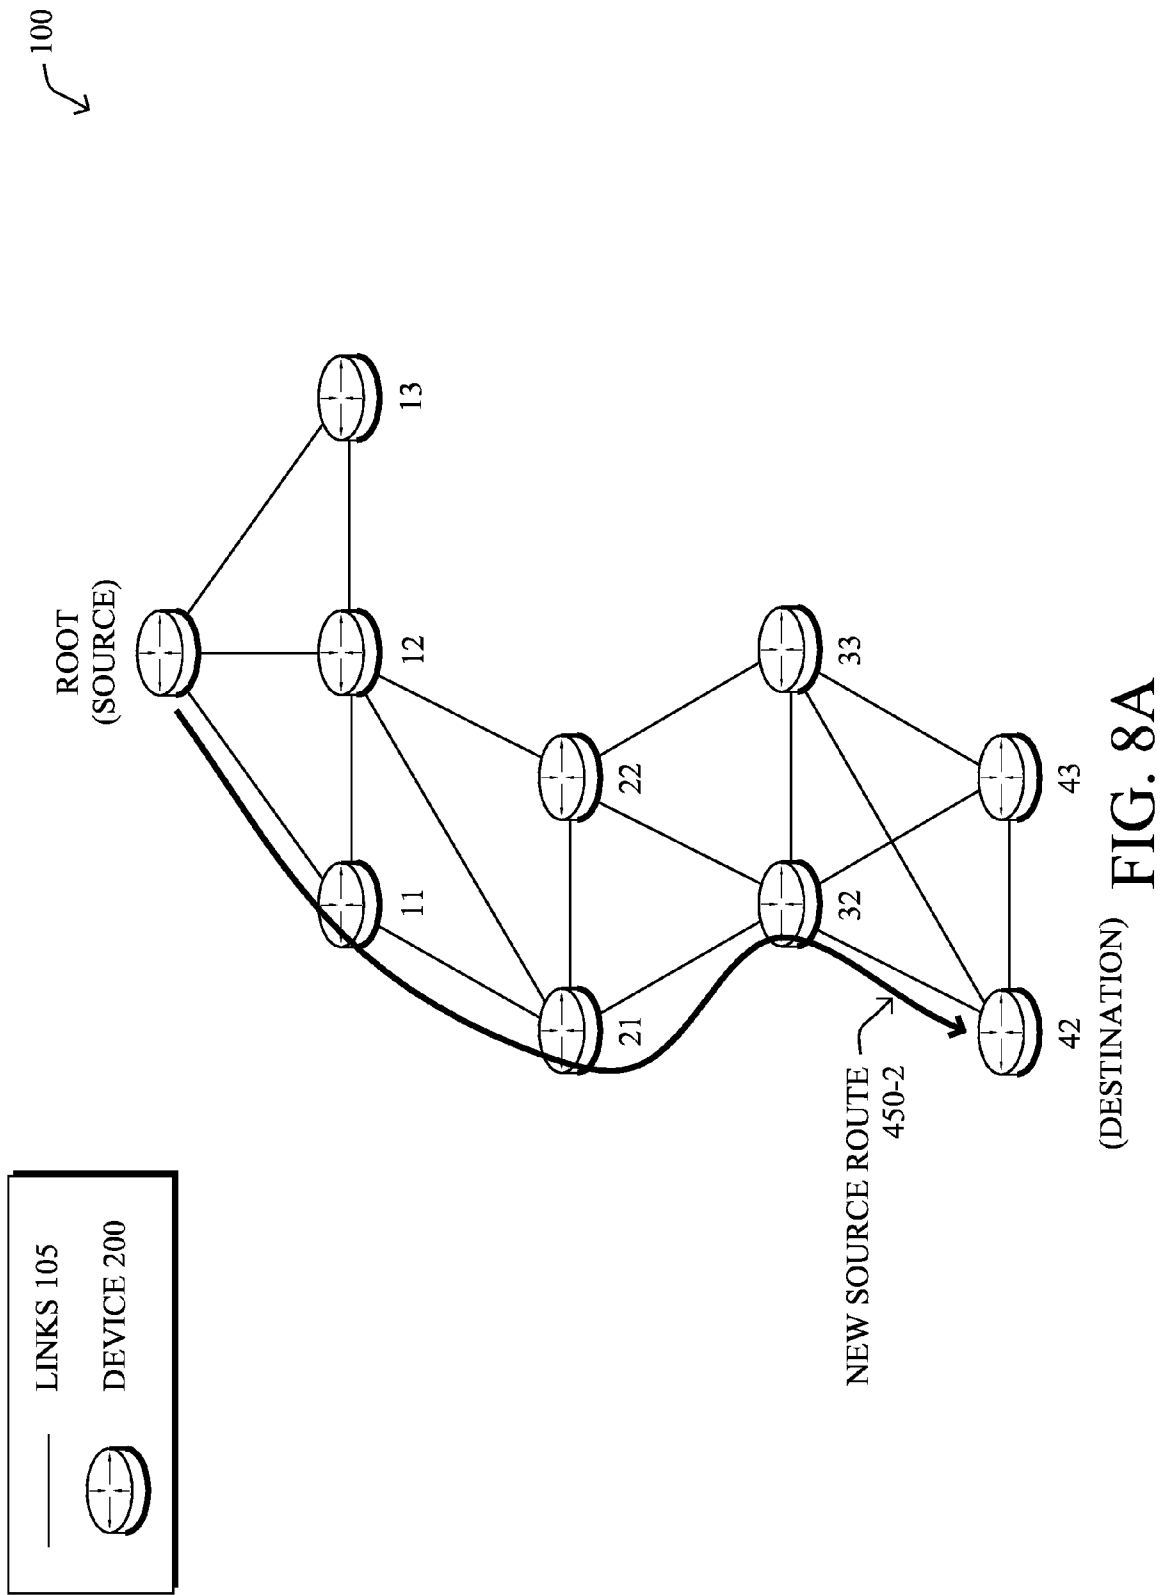 100
LINKS 105
DEVICE 200
ROOT
(SOURCE)
11
12
13
21
22
32
33
NEW SOURCE ROUTE
450-2
42
43
(DESTINATION)
FIG. 8A